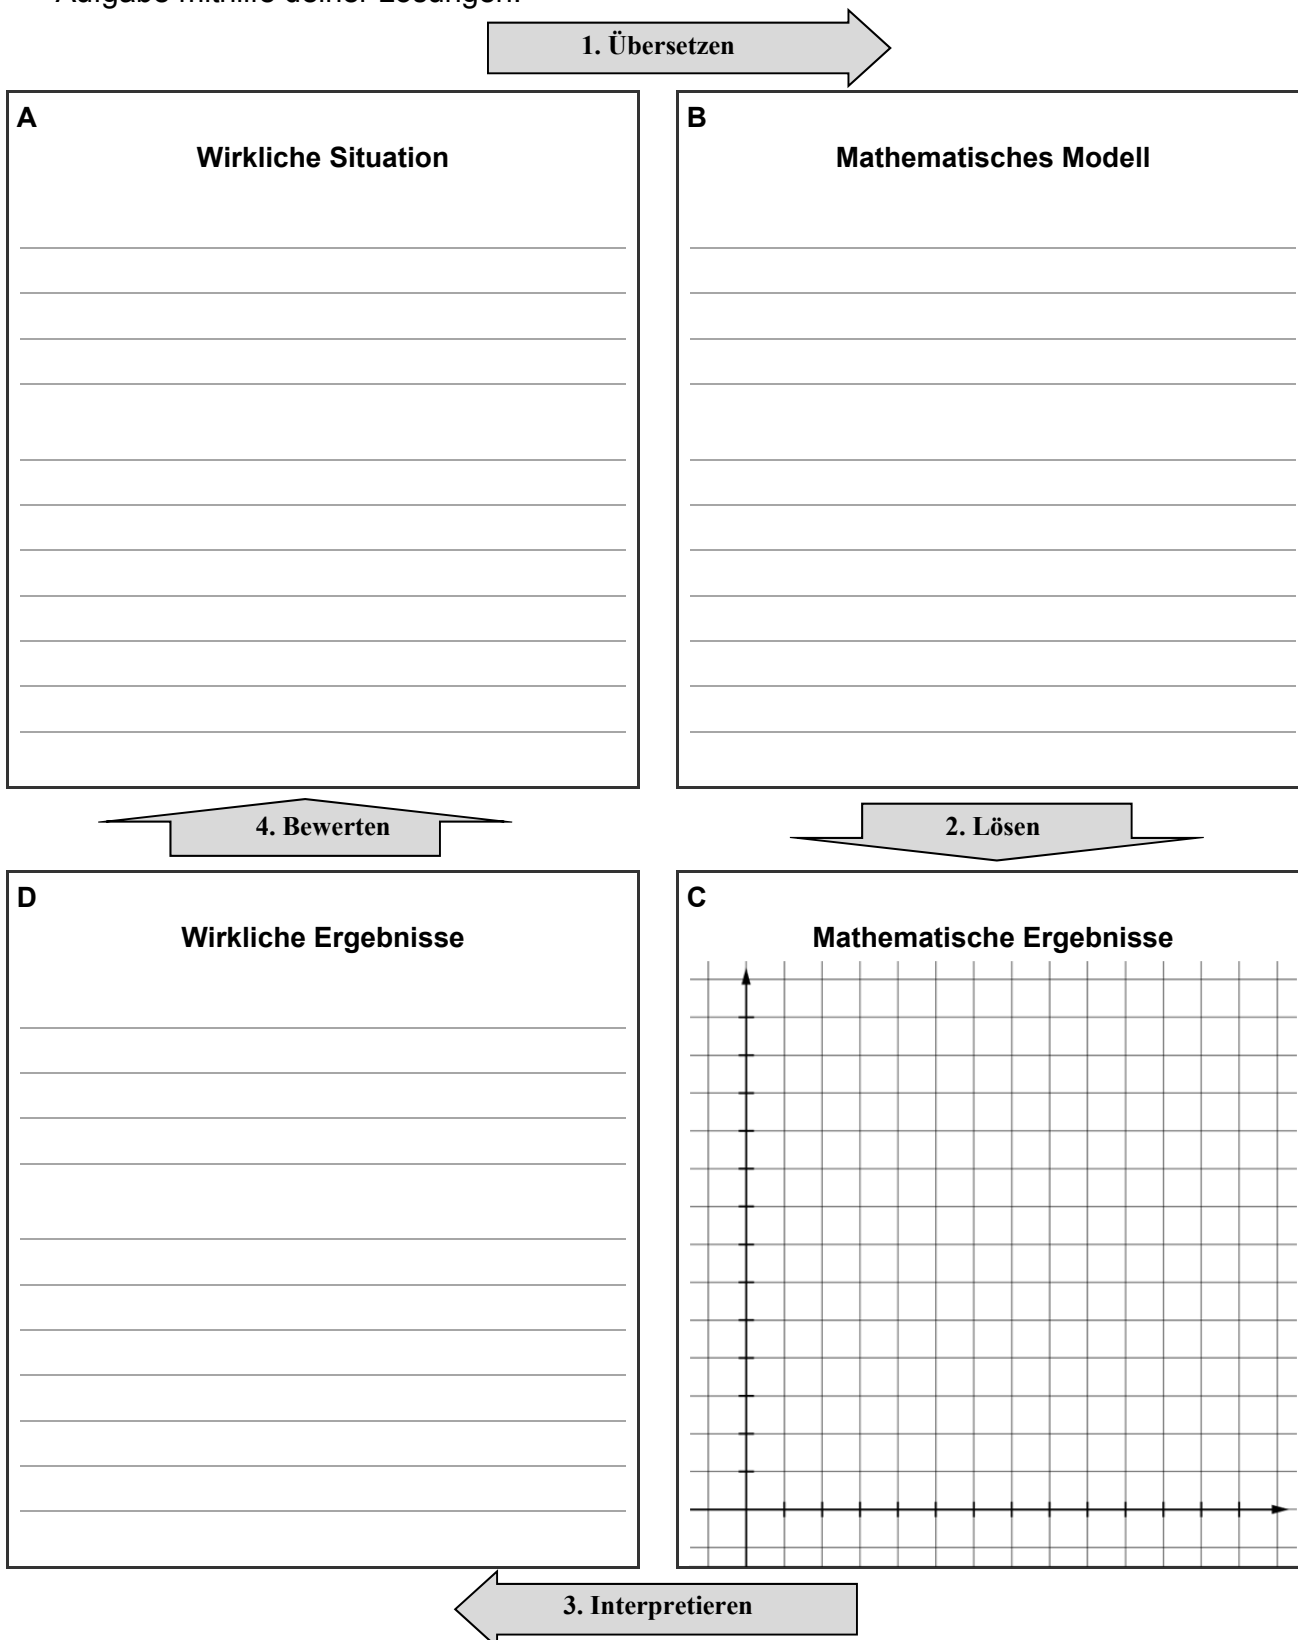 Aufgabe mithilfe deiner Lösungen.
1. Übersetzen
A
Wirkliche Situation
B
Mathematisches Modell
4. Bewerten
2. Lösen
D
Wirkliche Ergebnisse
C
Mathematische Ergebnisse
3. Interpretieren